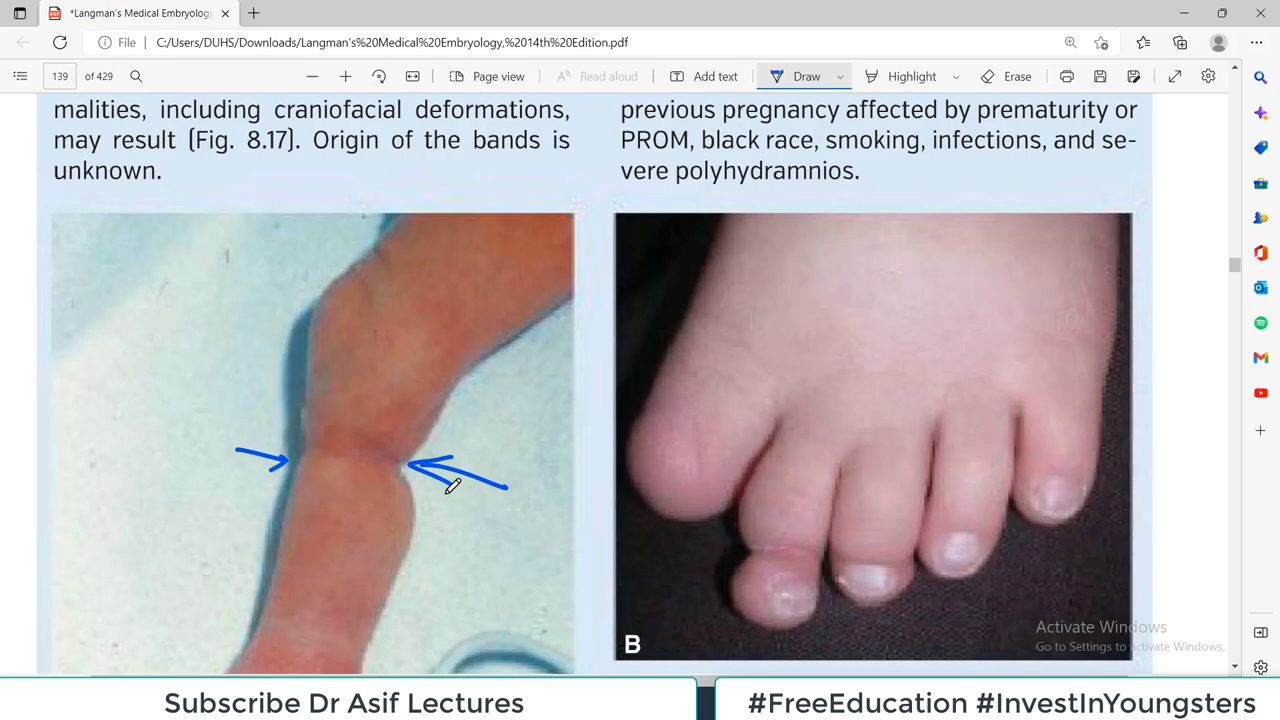 *Langman's Medical Embryology,
File
C:/Users/DUHS/Downloads/Langman's%20Medical%20Embryology,%2014th%20Edition.pdf
139
of 429
Page view
Read aloud
Add text
Draw
Highlight
Erase
malities, including craniofacial deformations,
may result (Fig. 8.17). Origin of the bands is
unknown.
previous pregnancy affected by prematurity or
PROM, black race, smoking, infections, and se-
vere polyhydramnios.
B
Activate Windows
Go to Settings to activate Windows.
Subscribe Dr Asif Lectures
#FreeEducation #InvestInYoungsters